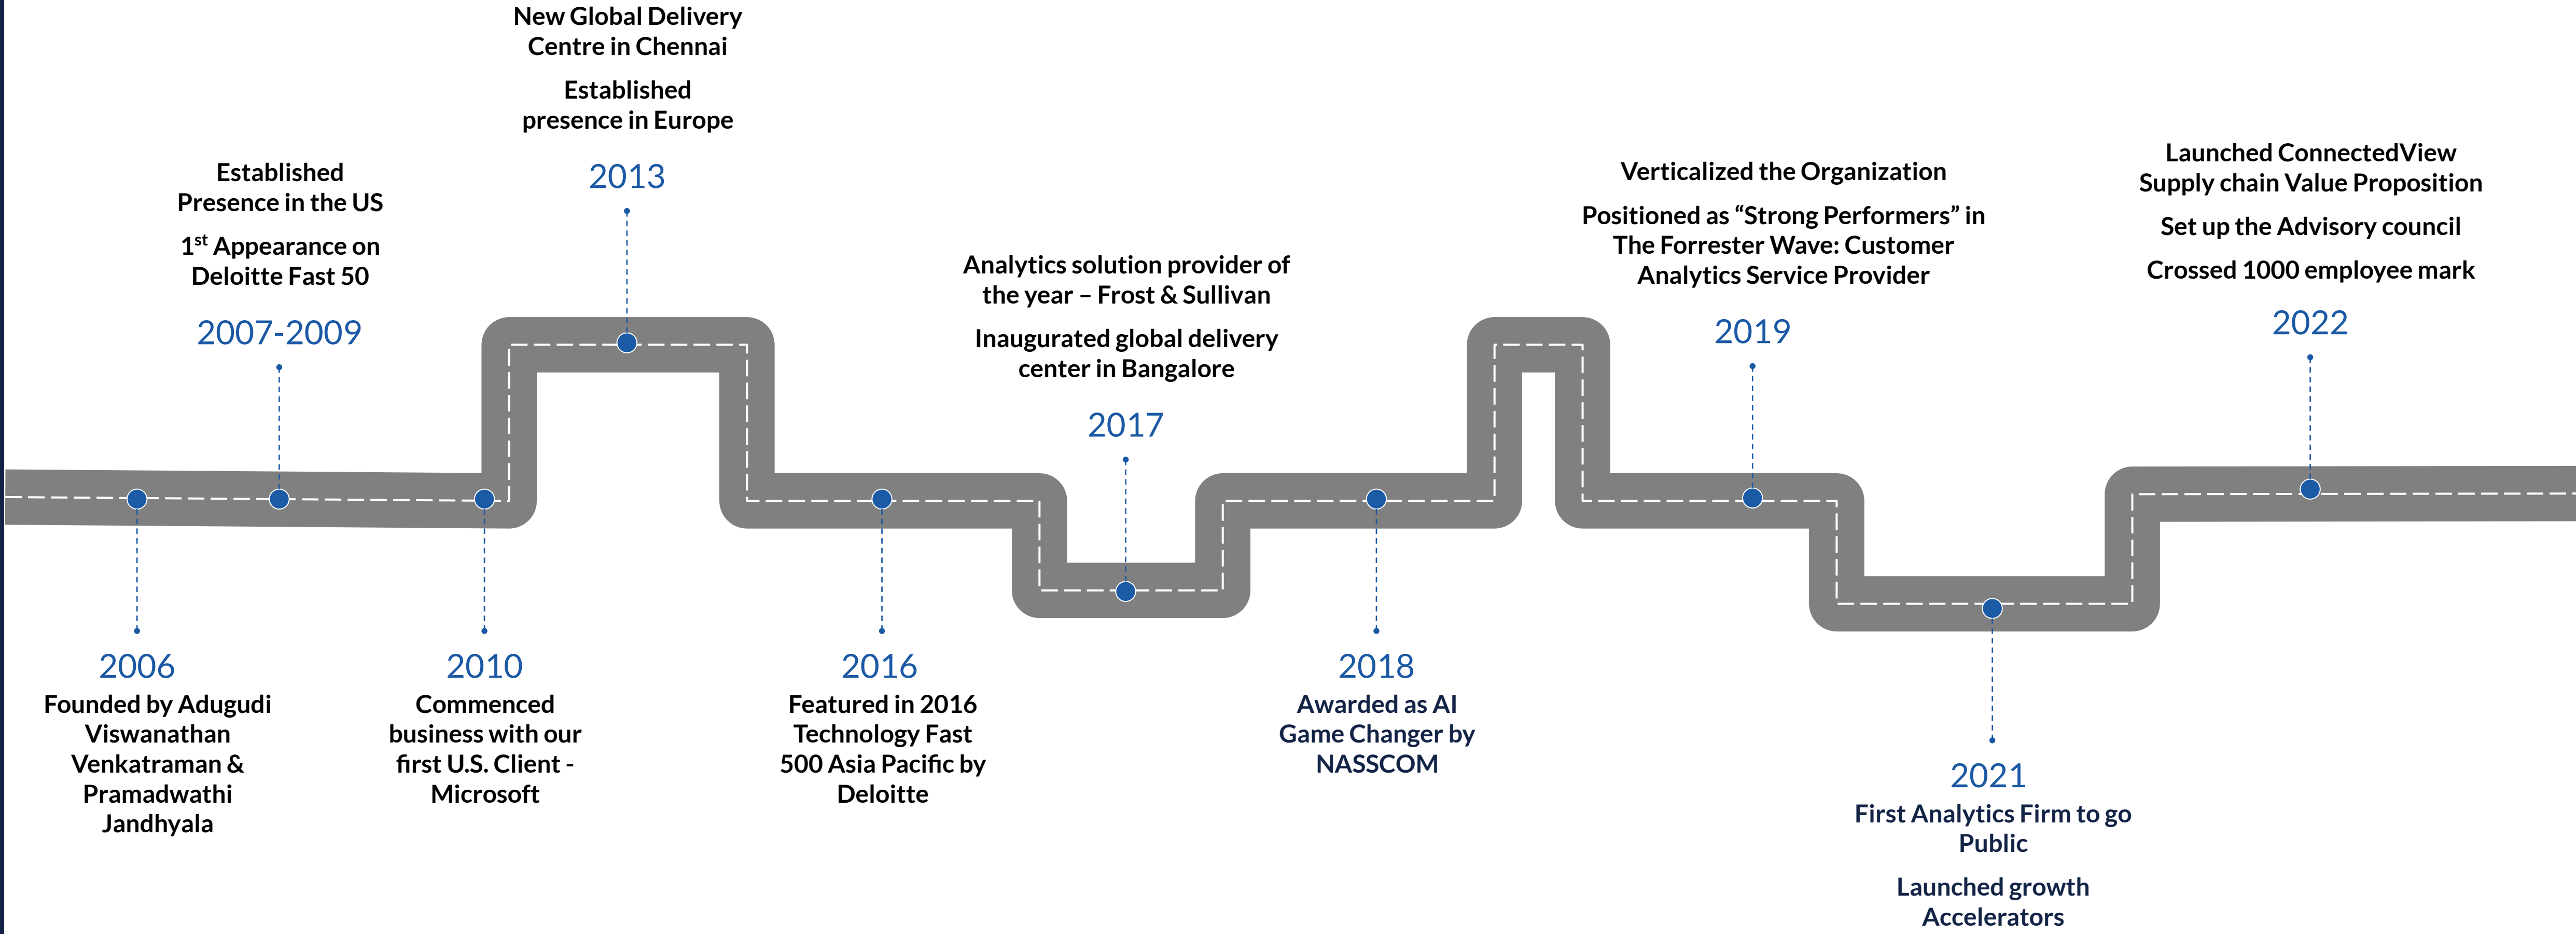 New Global Delivery
Centre in Chennai
Established
presence in Europe
2013
Established
Presence in the US
1st Appearance on
Deloitte Fast 50
2007-2009
Analytics solution provider of
the year – Frost & Sullivan
Inaugurated global delivery
center in Bangalore
2017
Verticalized the Organization
Positioned as “Strong Performers” in
The Forrester Wave: Customer
Analytics Service Provider
2019
Launched ConnectedView
Supply chain Value Proposition
Set up the Advisory council
Crossed 1000 employee mark
2022
2006
Founded by Adugudi
Viswanathan
Venkatraman &
Pramadwathi
Jandhyala
2010
Commenced
business with our
first U.S. Client -
Microsoft
2016
Featured in 2016
Technology Fast
500 Asia Pacific by
Deloitte
2018
Awarded as AI
Game Changer by
NASSCOM
2021
First Analytics Firm to go
Public
Launched growth
Accelerators